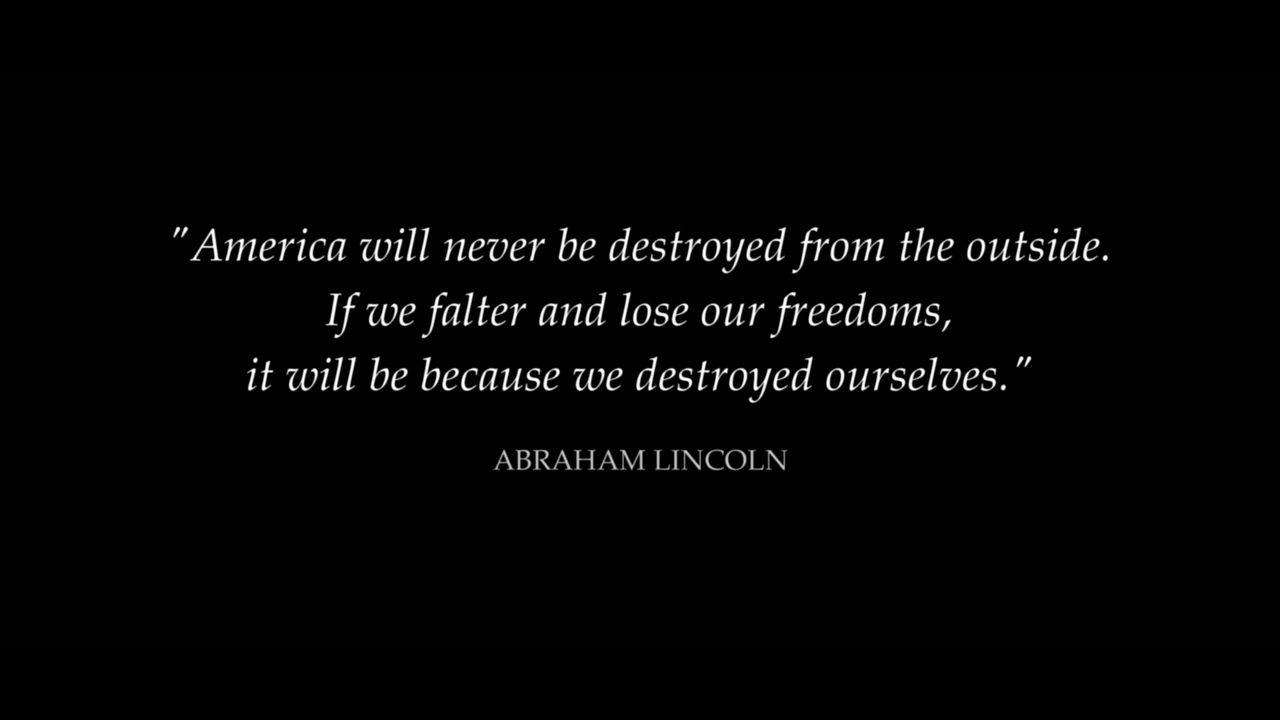 "America will never be destroyed from the outside.
If we falter and lose our freedoms,
it will be because we destroyed ourselves."
ABRAHAM LINCOLN